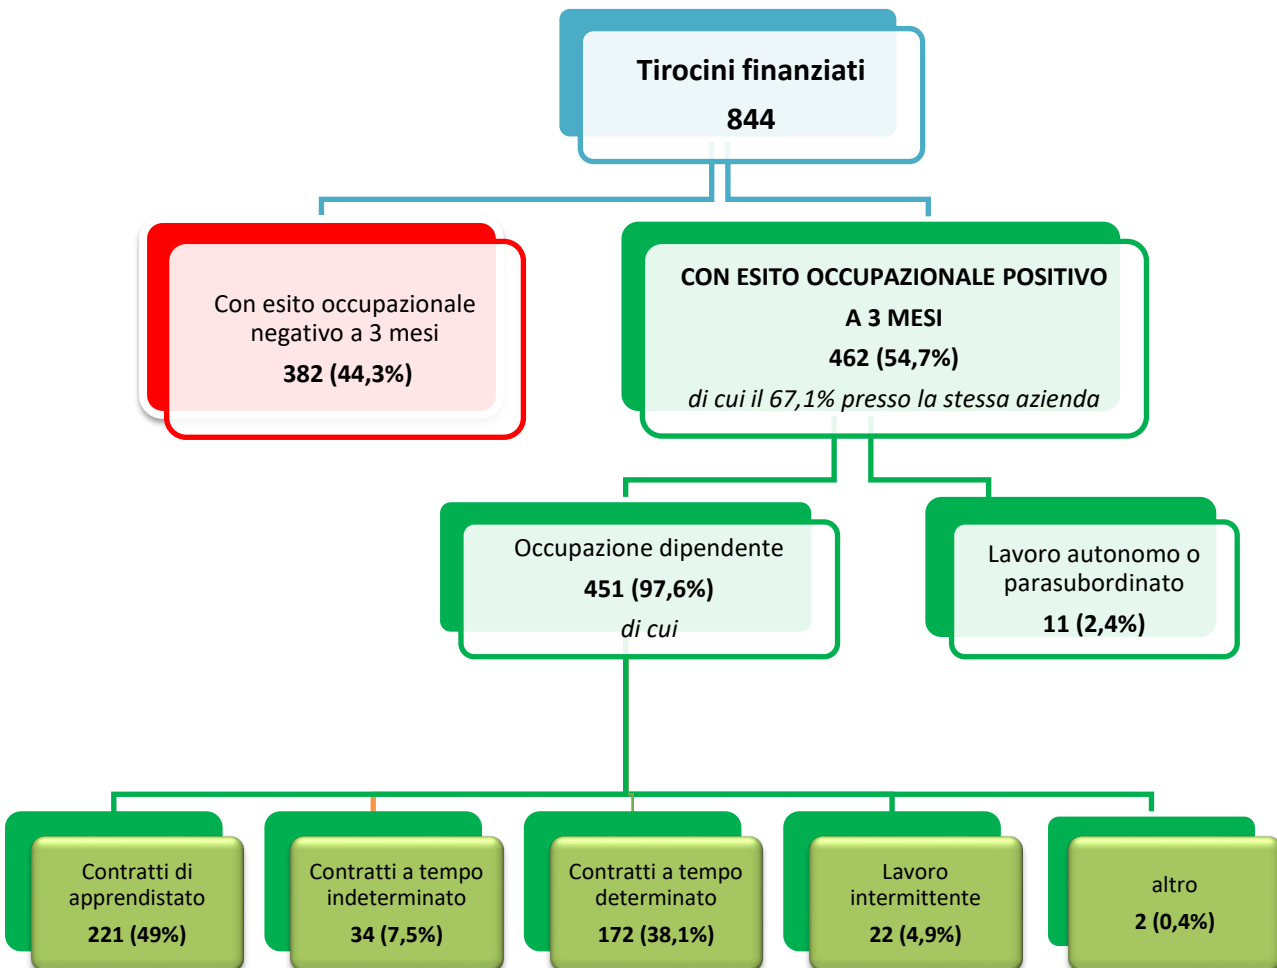 Tirocini finanziati
844
Con esito occupazionale
negativo a 3 mesi
382 (44,3%)
CON ESITO OCCUPAZIONALE POSITIVO
A 3 MESI
462 (54,7%)
di cui il 67,1% presso la stessa azienda
Occupazione dipendente
451 (97,6%)
di cui
Lavoro autonomo o
parasubordinato
11 (2,4%)
Contratti di
apprendistato
221 (49%)
Contratti a tempo
indeterminato
34 (7,5%)
Contratti a tempo
determinato
172 (38,1%)
Lavoro
intermittente
22 (4,9%)
altro
2 (0,4%)